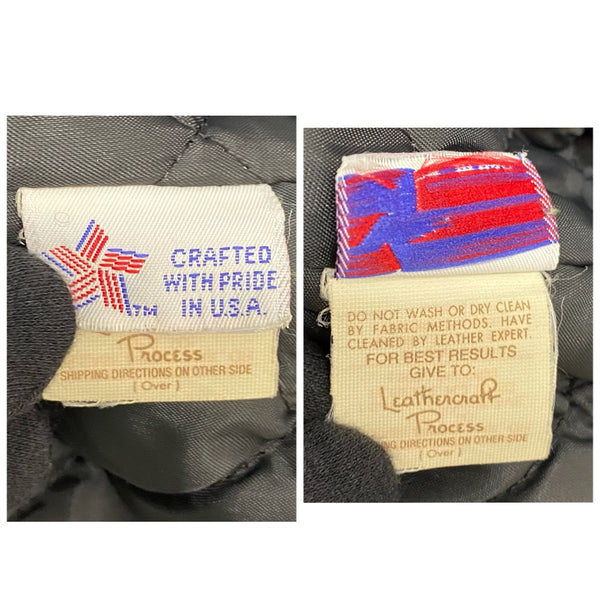 CRAFTED
WITH PRIDE
IN U.S.A.
TM
Process
SHIPPING DIRECTIONS ON OTHER SIDE
(Over)
DO NOT WASH OR DRY CLEAN
BY FABRIC METHODS. HAVE
CLEANED BY LEATHER EXPERT.
FOR BEST RESULTS
GIVE TO:
Leathercraft
Process
DIRECTIONS ON OTHER SIDE
(Over)